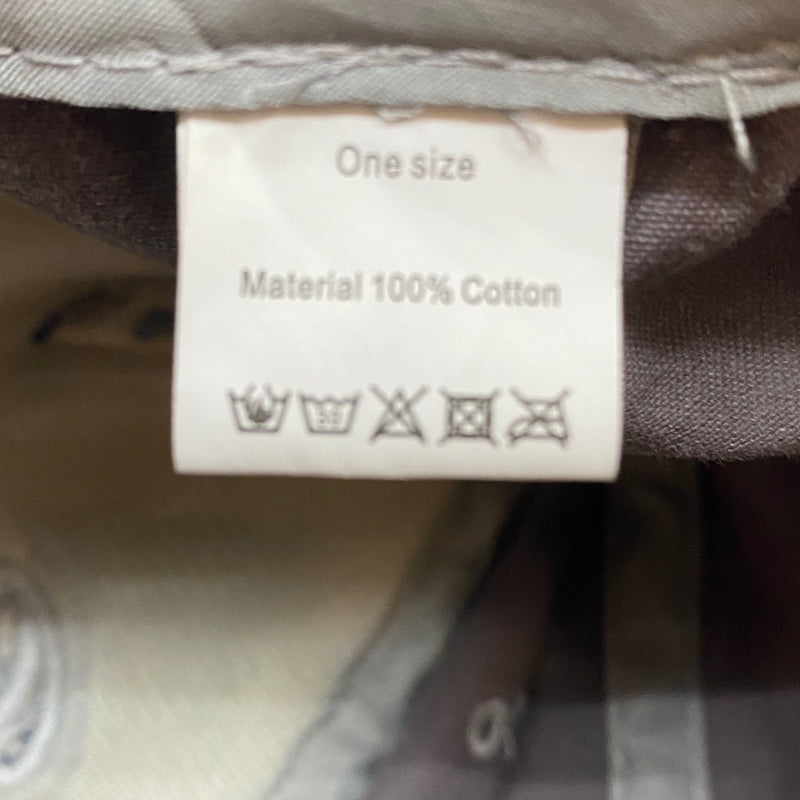 One size
Material 100% Cotton